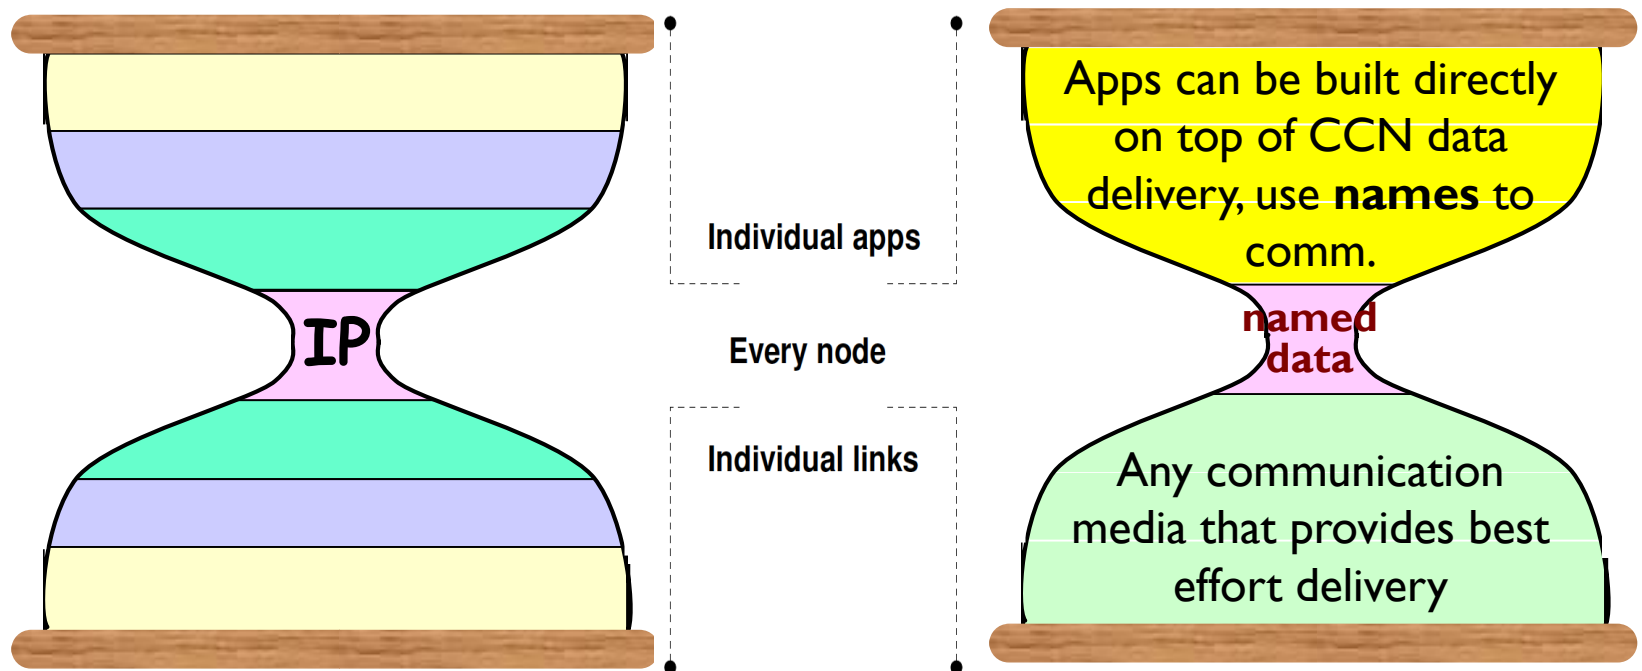 IP
Individual apps
Every node
Individual links
Apps can be built directly
on top of CCN data
delivery, use names to
comm.
named
data
Any communication
media that provides best
effort delivery